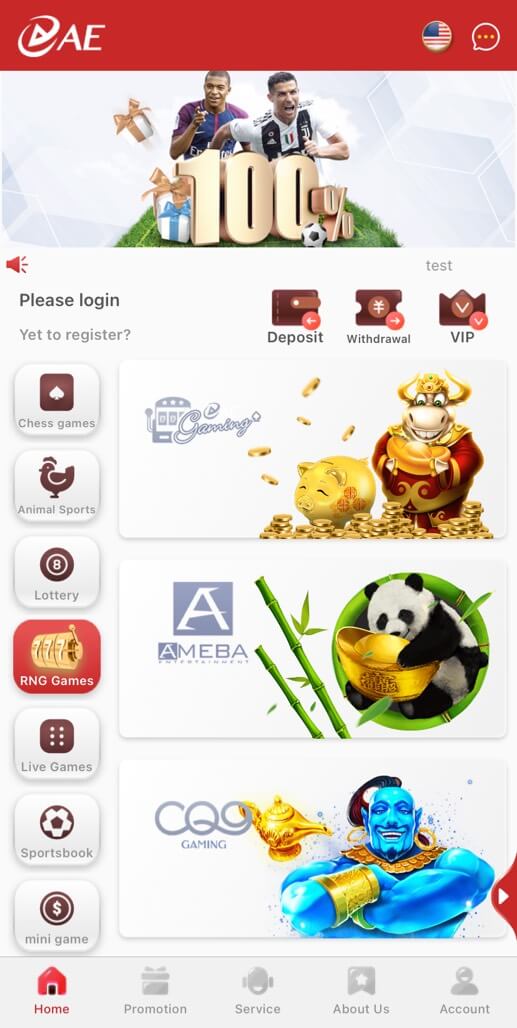 AE
100%
test
Please login
Yet to register?
Deposit
Withdrawal
VIP
Chess games
Animal Sports
Lottery
8
RNG Games
777
Live Games
Sportsbook
mini game
Gaming
AMEBA
ENTERTAINMENT
CQ9
GAMING
Home
Promotion
Service
About Us
Account